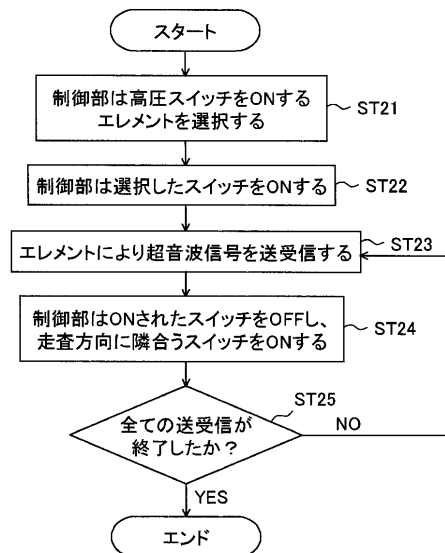 スタート
制御部は高圧スイッチをONする
エレメントを選択する
ST21
制御部は選択したスイッチをONする
ST22
エレメントにより超音波信号を送受信する
ST23
制御部はONされたスイッチをOFFし、
走査方向に隣合うスイッチをONする
ST24
全ての送受信が
終了したか?
ST25
NO
YES
エンド